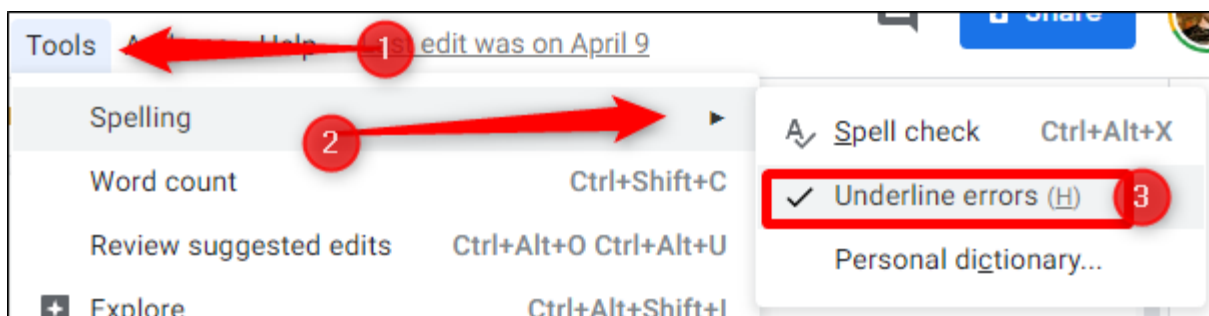 Tools Help edit was on April 9
1
Spelling
2
Word count Ctrl+Shift+C
Review suggested edits Ctrl+Alt+O Ctrl+Alt+U
Explore Ctrl+Alt+Shift+I
Share
Spell check Ctrl+Alt+X
Underline errors (H) 3
Personal dictionary...